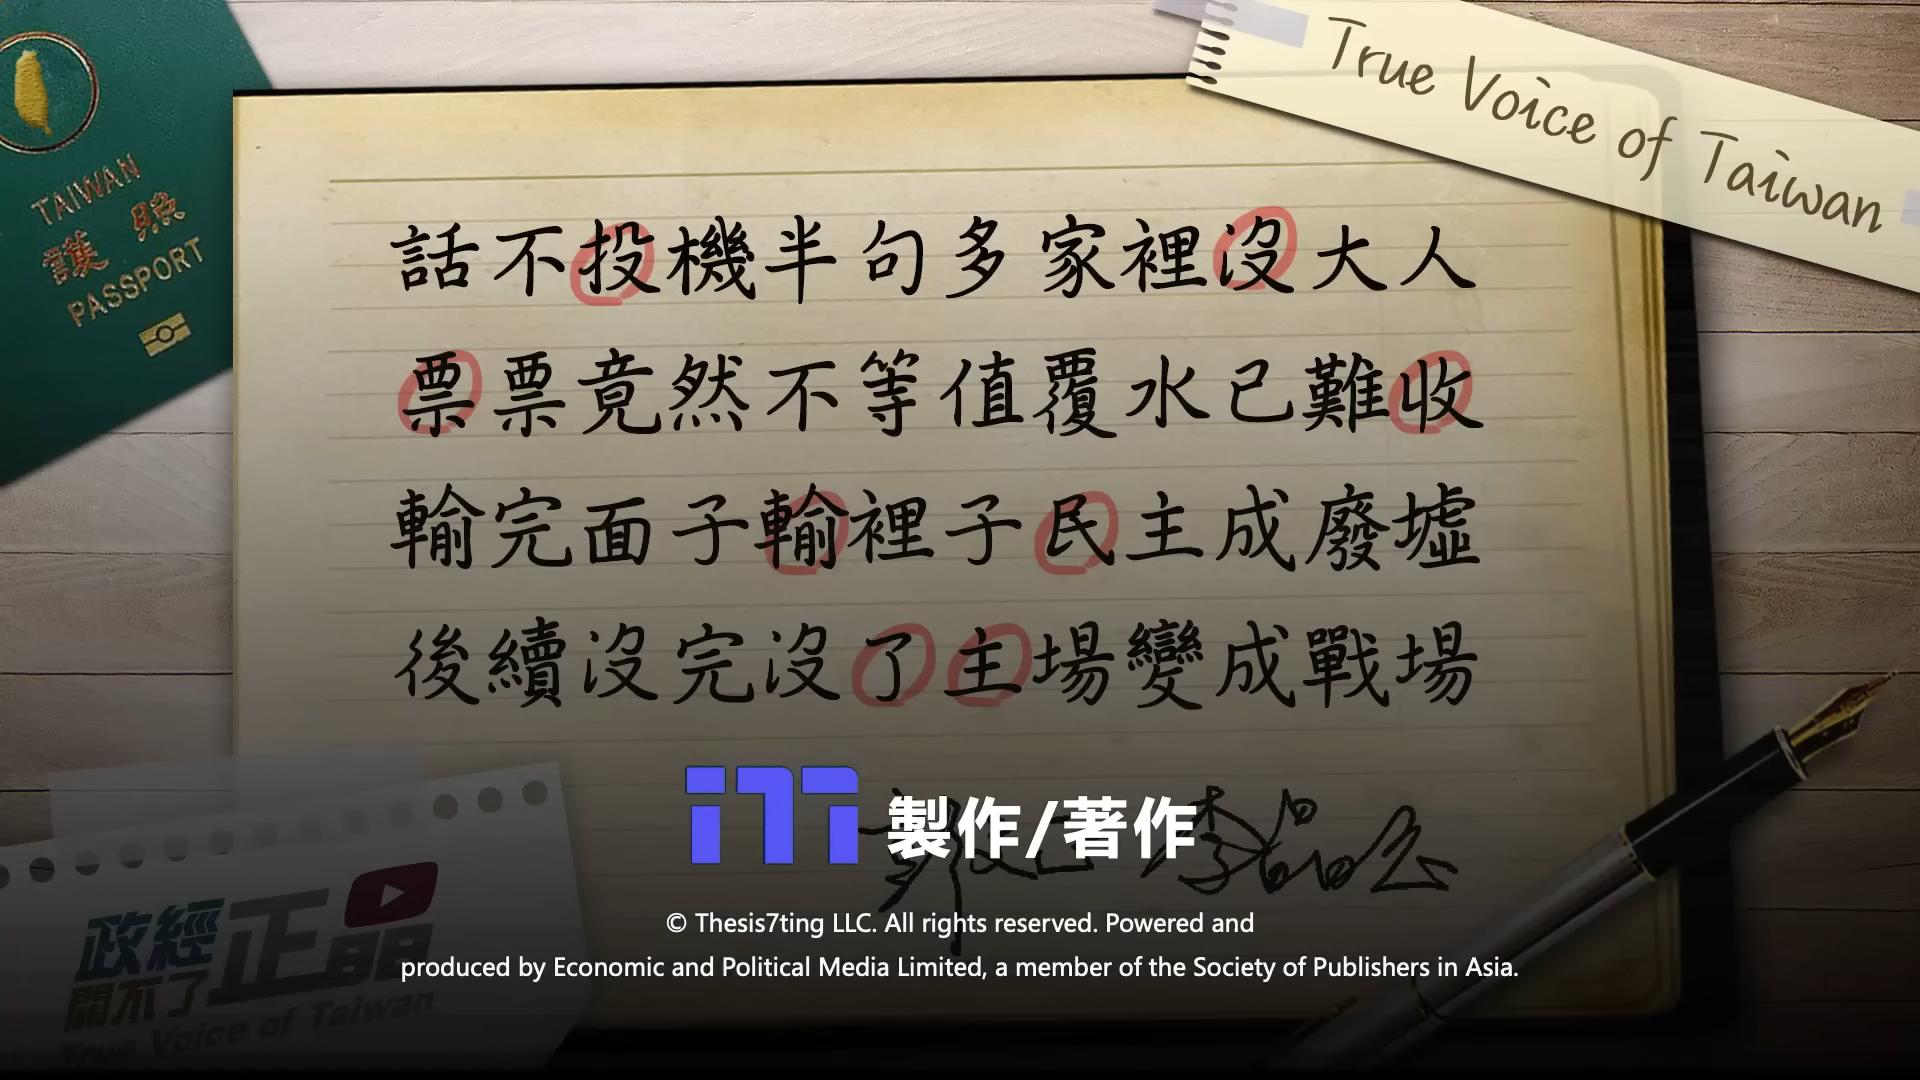 True Voice of Taiwan
TAIWAN
護照
PASSPORT
話不投機半句多家裡沒大人
票票竟然不等值覆水已難收
輸完面子輸裡子民主成廢墟
後續沒完沒了主場變成戰場
製作/著作
政經
關不了
正晶
True Voice of Taiwan
© Thesis7ting LLC. All rights reserved. Powered and
produced by Economic and Political Media Limited, a member of the Society of Publishers in Asia.